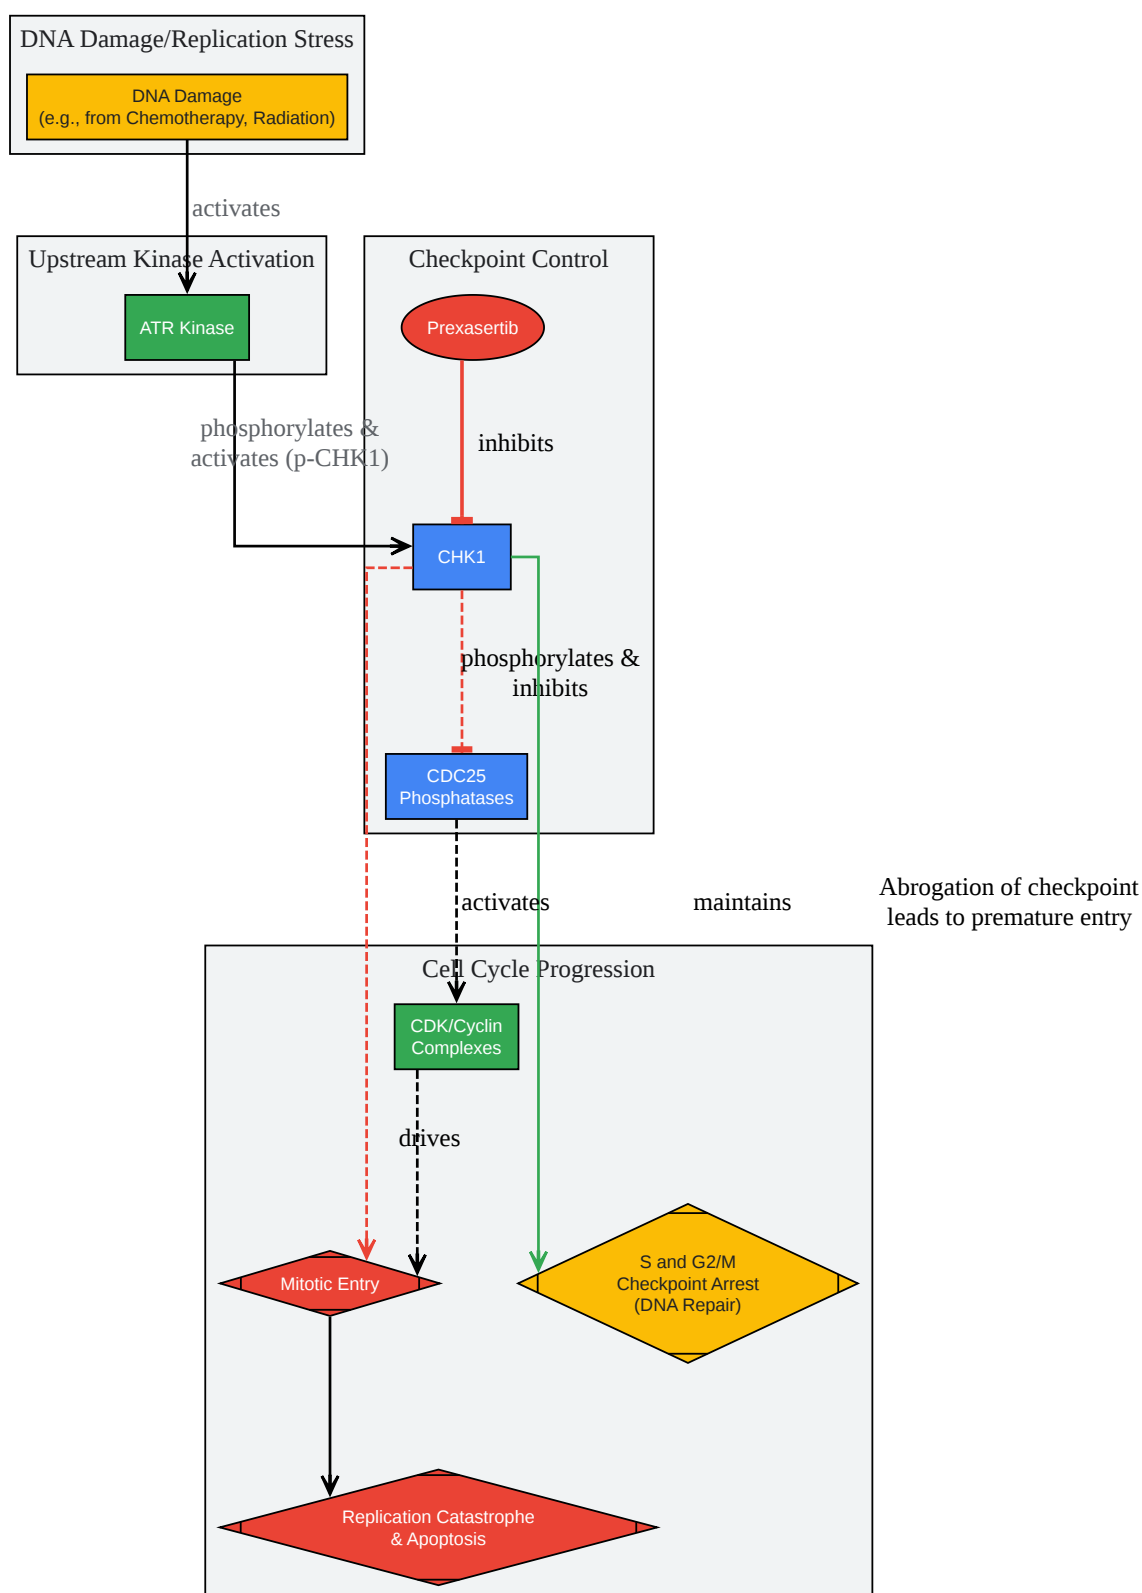 DNA Damage/Replication Stress
DNA Damage
(e.g., from Chemotherapy, Radiation)
activates
Upstream Kinase Activation
Checkpoint Control
ATR Kinase
Prexasertib
phosphorylates &
activates (p-CHK1)
inhibits
CHK1
phosphorylates &
inhibits
CDC25
Phosphatases
activates
maintains
Abrogation of checkpoint
leads to premature entry
Cell Cycle Progression
CDK/Cyclin
Complexes
drives
Mitotic Entry
S and G2/M
Checkpoint Arrest
(DNA Repair)
Replication Catastrophe
& Apoptosis